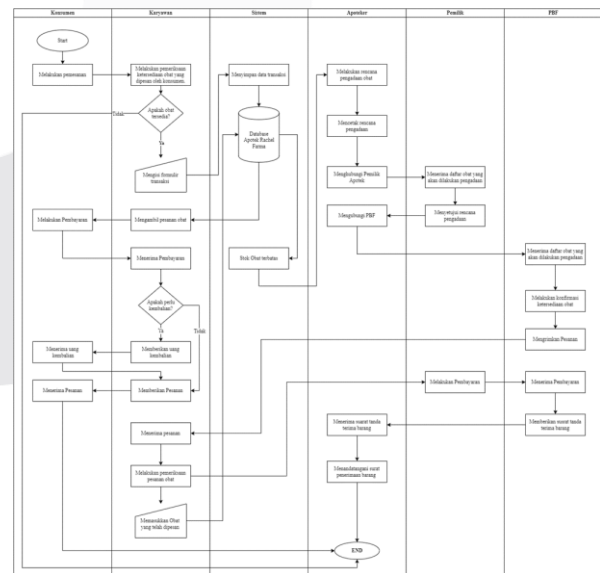 Konsumen
Karyawan
Sistem
Apoteker
Pemilik
PBF
Start
Melakukan pemesanan
Melakukan pemeriksaan
ketersediaan obat yang
dipesan oleh konsumen.
Menyimpan data transaksi
Melakukan rencana
pengadaan obat
Apakah obat
tersedia?
Tidak
Ya
Database
Apotek Rachel
Farma
Mencetak rencana
pengadaan
Mengisi formulir
transaksi
Menghubungi Pemilik
Apotek
Menerima daftar obat yang
akan dilakukan pengadaan
Melakukan Pembayaran
Mengambil pesanan obat
Mengubungi PBF
Menyetujui rencana
pengadaan
Menerima Pembayaran
Stok Obat terbatas
Menerima daftar obat yang
akan dilakukan pengadaan
Apakah perlu
kembalian?
Tidak
Ya
Melakukan konfirmasi
ketersediaan obat
Menerima uang
kembalian
Memberikan uang
kembalian
Mengirimkan Pesanan
Menerima Pesanan
Memberikan Pesanan
Melakukan Pembayaran
Menerima Pembayaran
Menerima pesanan
Menerima suarat tanda
terima barang
Memberikan suarat tanda
terima barang
Melakukan pemeriksaan
pesanan obat
Menandatangani surat
penerimaan barang
Memasukkan Obat
yang telah dipesan
END